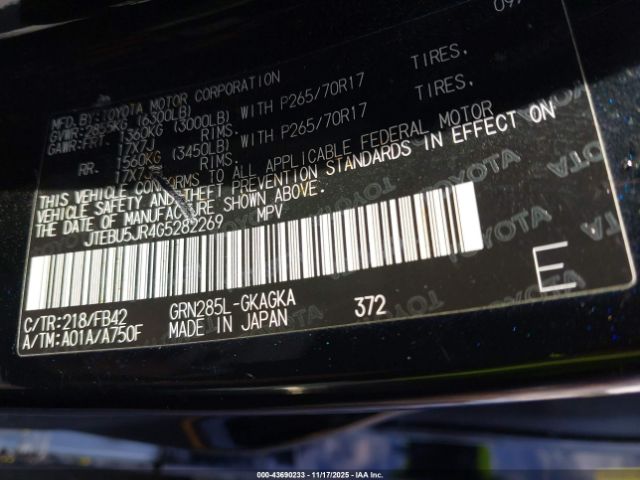 09/
MFD. BY: TOYOTA MOTOR CORPORATION
GVWR: 2855KG (6300LB)
GAWR: FRT. 1360KG (3000LB) WITH P265/70R17 TIRES,
17X7J RIMS.
RR. 1560KG (3450LB) WITH P265/70R17 TIRES,
17X7J RIMS.
THIS VEHICLE CONFORMS TO ALL APPLICABLE FEDERAL MOTOR
VEHICLE SAFETY AND THEFT PREVENTION STANDARDS IN EFFECT ON
THE DATE OF MANUFACTURE SHOWN ABOVE.
JTEBU5JR4G5282269 MPV
C/TR: 218/FB42 GRN285L-GKAGKA 372 E
A/TM: A01A/A750F MADE IN JAPAN
000-43690233 - 11/17/2025 - IAA Inc.